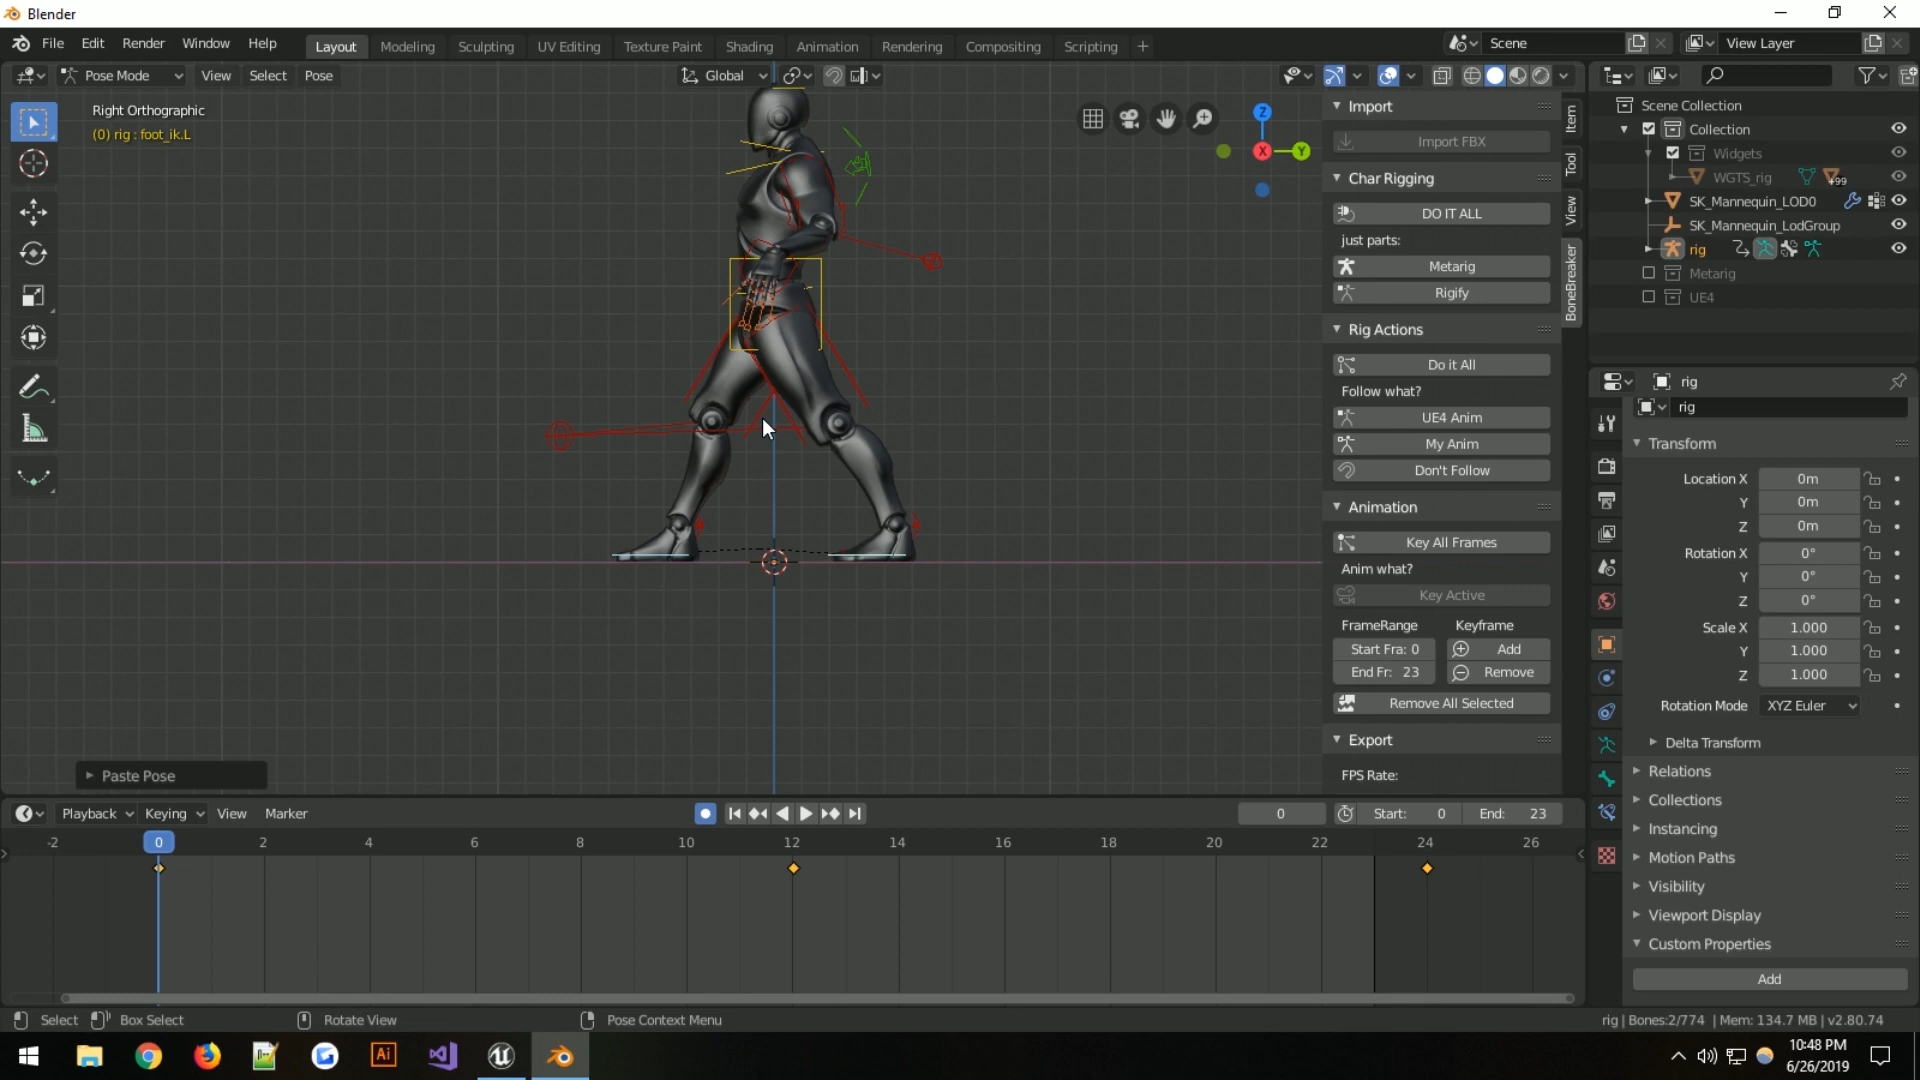 Blender
File Edit Render Window Help Layout Modeling Sculpting UV Editing Texture Paint Shading Animation Rendering Compositing Scripting + Scene View Layer
Pose Mode View Select Pose Global
Right Orthographic
(0) rig : foot_ik.L
Z
X
Y
Import
Import FBX
Char Rigging
DO IT ALL
just parts:
Metarig
Rigify
Rig Actions
Do it All
Follow what?
UE4 Anim
My Anim
Don't Follow
Animation
Key All Frames
Anim what?
Key Active
FrameRange Keyframe
Start Fra: 0 Add
End Fr: 23 Remove
Remove All Selected
Export
FPS Rate:
Item
Tool
View
BoneBreaker
Scene Collection
Collection
Widgets
WGTS_rig +99
SK_Mannequin_LOD0
SK_Mannequin_LodGroup
rig
Metarig
UE4
rig
rig
Transform
Location X 0m
Y 0m
Z 0m
Rotation X 0°
Y 0°
Z 0°
Scale X 1.000
Y 1.000
Z 1.000
Rotation Mode XYZ Euler
Delta Transform
Relations
Collections
Instancing
Motion Paths
Visibility
Viewport Display
Custom Properties
Add
Paste Pose
Playback Keying View Marker 0 Start: 0 End: 23
-2 0 2 4 6 8 10 12 14 16 18 20 22 24 26
Select Box Select Rotate View Pose Context Menu rig | Bones:2/774 | Mem: 134.7 MB | v2.80.74
Ai
10:48 PM
6/26/2019